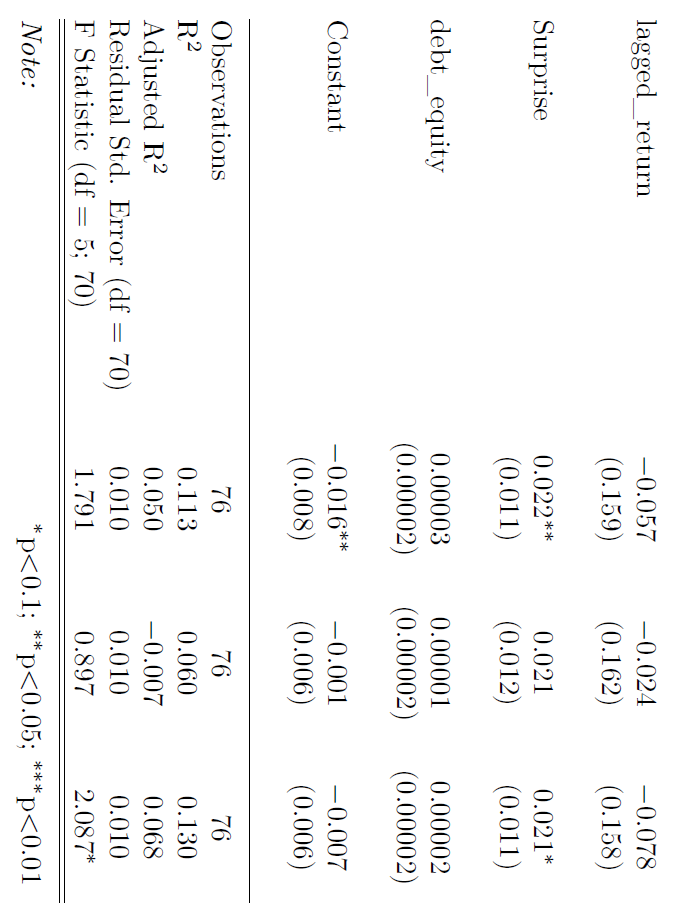 lagged_return −0.057 −0.024 −0.078
(0.159) (0.162) (0.158)
Surprise 0.022** 0.021 0.021*
(0.011) (0.012) (0.011)
debt_equity 0.00003 0.00001 0.00002
(0.00002) (0.00002) (0.00002)
Constant −0.016** −0.001 −0.007
(0.008) (0.006) (0.006)
Observations 76 76 76
R² 0.113 0.060 0.130
Adjusted R² 0.050 −0.007 0.068
Residual Std. Error (df = 70) 0.010 0.010 0.010
F Statistic (df = 5; 70) 1.791 0.897 2.087*
Note: *p<0.1; **p<0.05; ***p<0.01